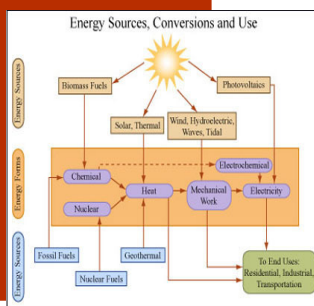 Energy Sources, Conversions and Use
Energy Sources
Biomass Fuels
Photovoltaics
Solar, Thermal
Wind, Hydroelectric,
Waves, Tidal
Energy Forms
Electrochemical
Chemical
Heat
Mechanical
Work
Electricity
Nuclear
Energy Sources
Fossil Fuels
Geothermal
Nuclear Fuels
To End Uses:
Residential, Industrial,
Transportation